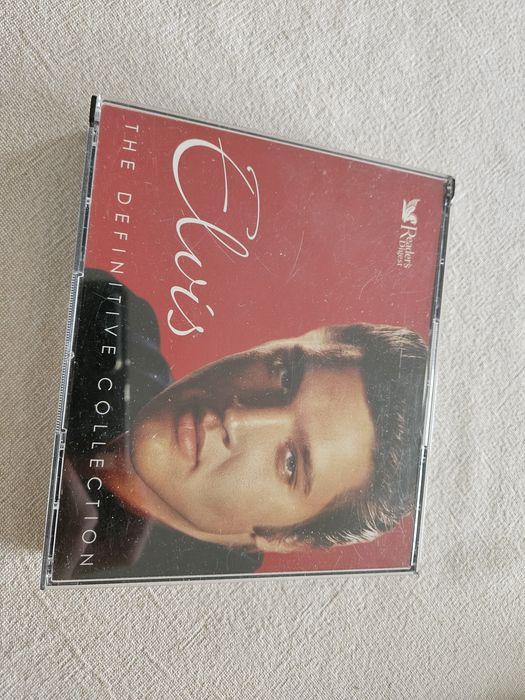 Reader's
Digest
Elvis
THE DEFINITIVE COLLECTION